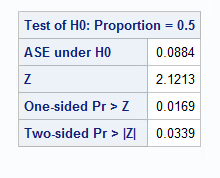 Test of H0: Proportion = 0.5
ASE under H0 0.0884
Z 2.1213
One-sided Pr > Z 0.0169
Two-sided Pr > |Z| 0.0339